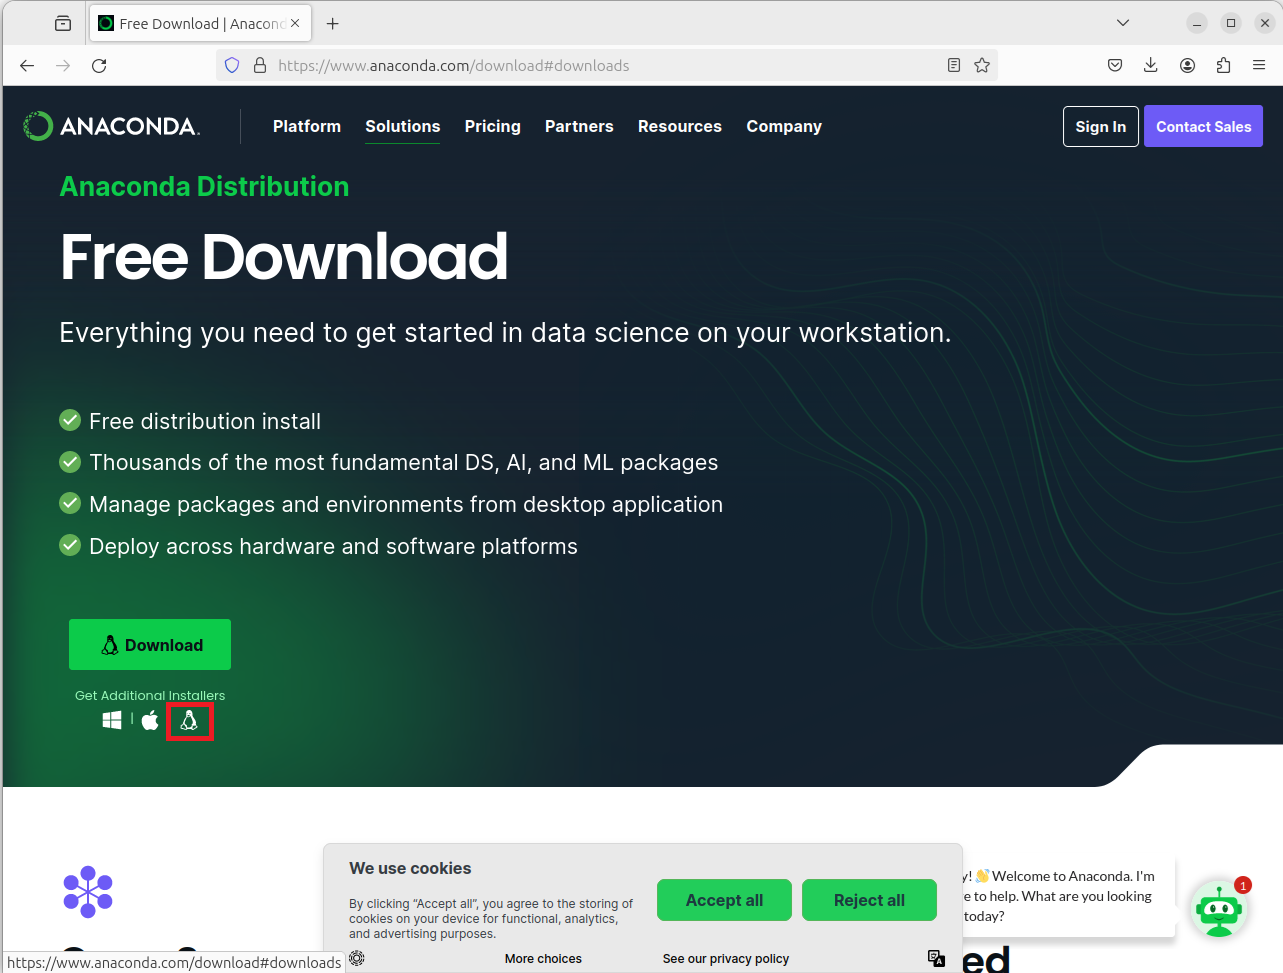 Free Download | Anacond
https://www.anaconda.com/download#downloads
ANACONDA.
Platform
Solutions
Pricing
Partners
Resources
Company
Sign In
Contact Sales
Anaconda Distribution
Free Download
Everything you need to get started in data science on your workstation.
Free distribution install
Thousands of the most fundamental DS, AI, and ML packages
Manage packages and environments from desktop application
Deploy across hardware and software platforms
Download
Get Additional Installers
|
We use cookies
By clicking “Accept all”, you agree to the storing of
cookies on your device for functional, analytics,
and advertising purposes.
Accept all
Reject all
More choices
See our privacy policy
y! 👋 Welcome to Anaconda. I'm
e to help. What are you looking
today?
1
ed
https://www.anaconda.com/download#downloads